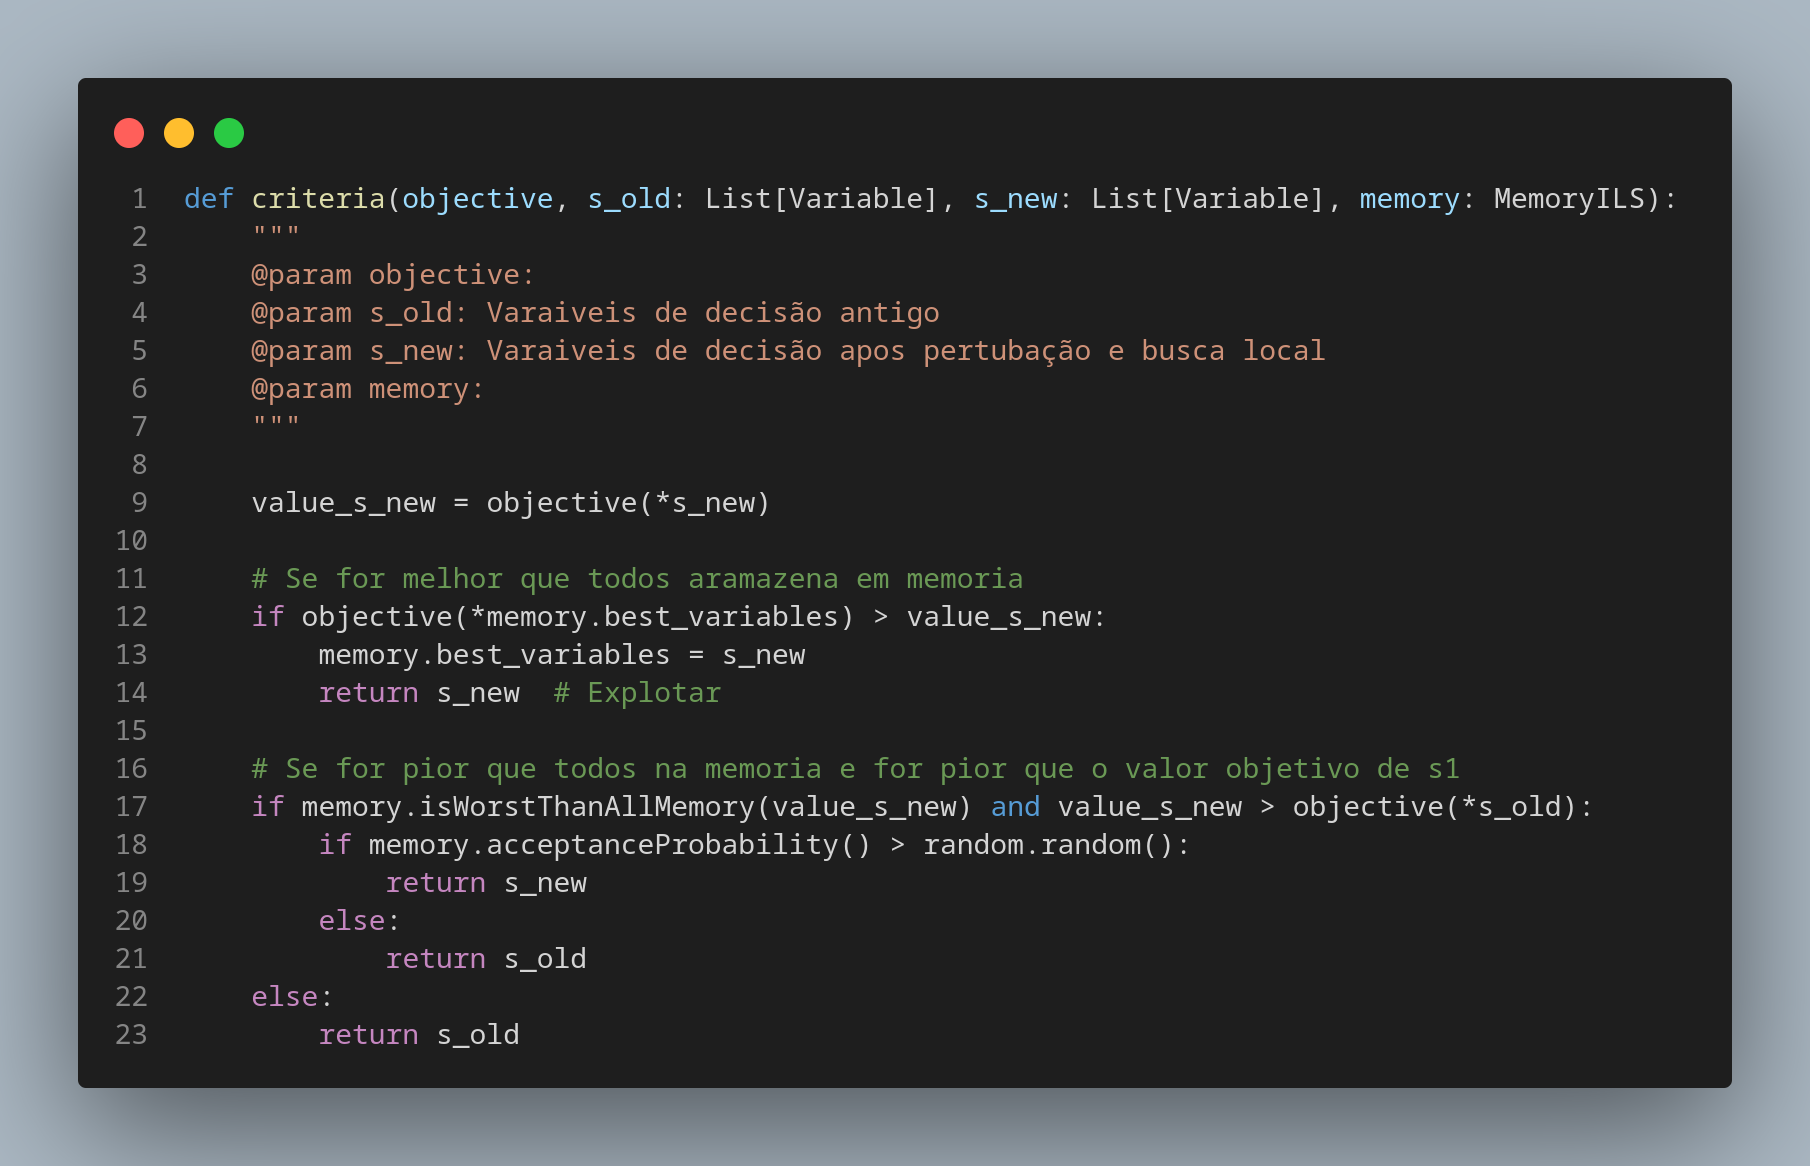 1 def criteria(objective, s_old: List[Variable], s_new: List[Variable], memory: MemoryILS):
2     """
3     @param objective:
4     @param s_old: Varaiveis de decisão antigo
5     @param s_new: Varaiveis de decisão apos pertubação e busca local
6     @param memory:
7     """
8
9     value_s_new = objective(*s_new)
10
11     # Se for melhor que todos aramazena em memoria
12     if objective(*memory.best_variables) > value_s_new:
13         memory.best_variables = s_new
14         return s_new  # Explotar
15
16     # Se for pior que todos na memoria e for pior que o valor objetivo de s1
17     if memory.isWorstThanAllMemory(value_s_new) and value_s_new > objective(*s_old):
18         if memory.acceptanceProbability() > random.random():
19             return s_new
20         else:
21             return s_old
22     else:
23         return s_old